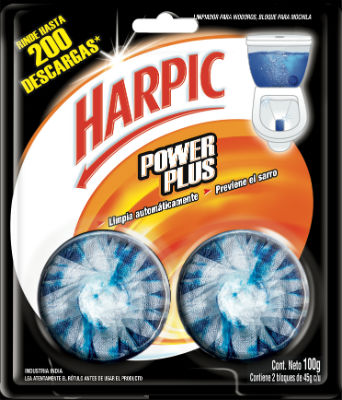 LIMPIADOR PARA INODOROS, BLOQUE PARA MOCHILA
RINDE HASTA
200
DESCARGAS*
HARPIC
POWER
PLUS
Limpia automáticamente
Previene el sarro
Cont. Neto 100g
Contiene 2 bloques de 45g c/u
INDUSTRIA INDIA
LEA ATENTAMENTE EL RÓTULO ANTES DE USAR EL PRODUCTO